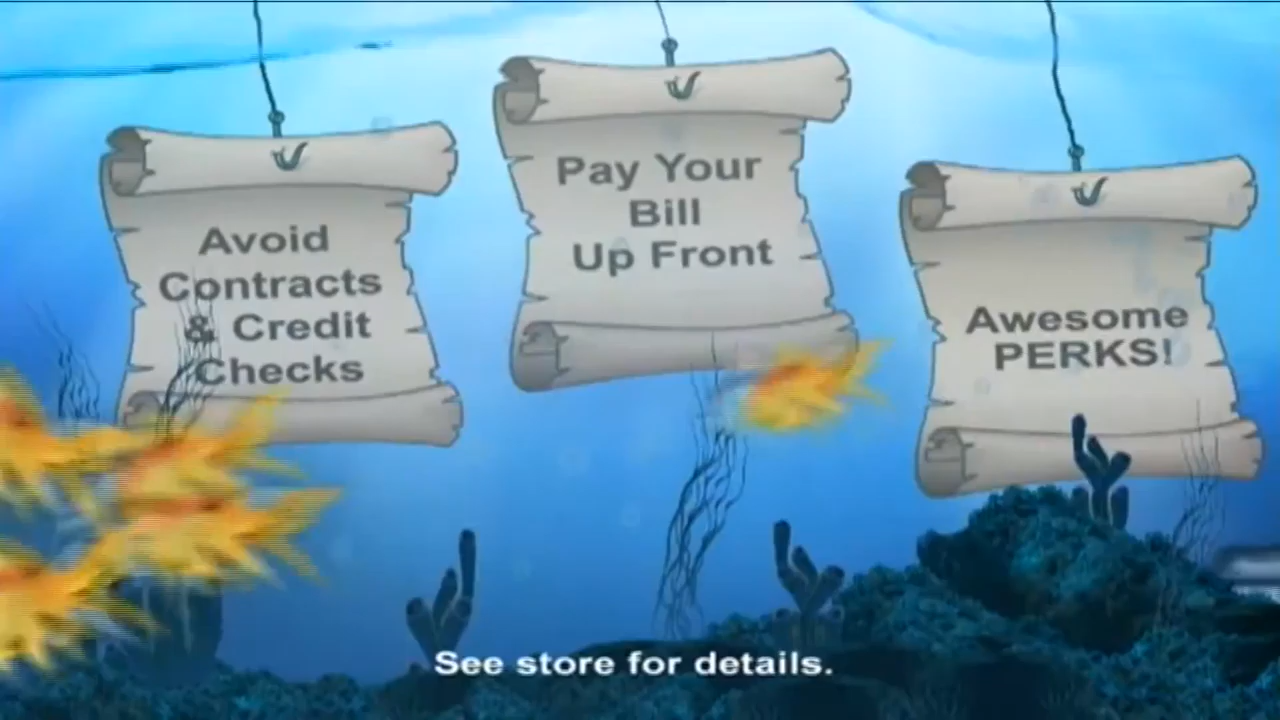 Avoid
Contracts
& Credit
Checks
Pay Your
Bill
Up Front
Awesome
PERKS!
See store for details.